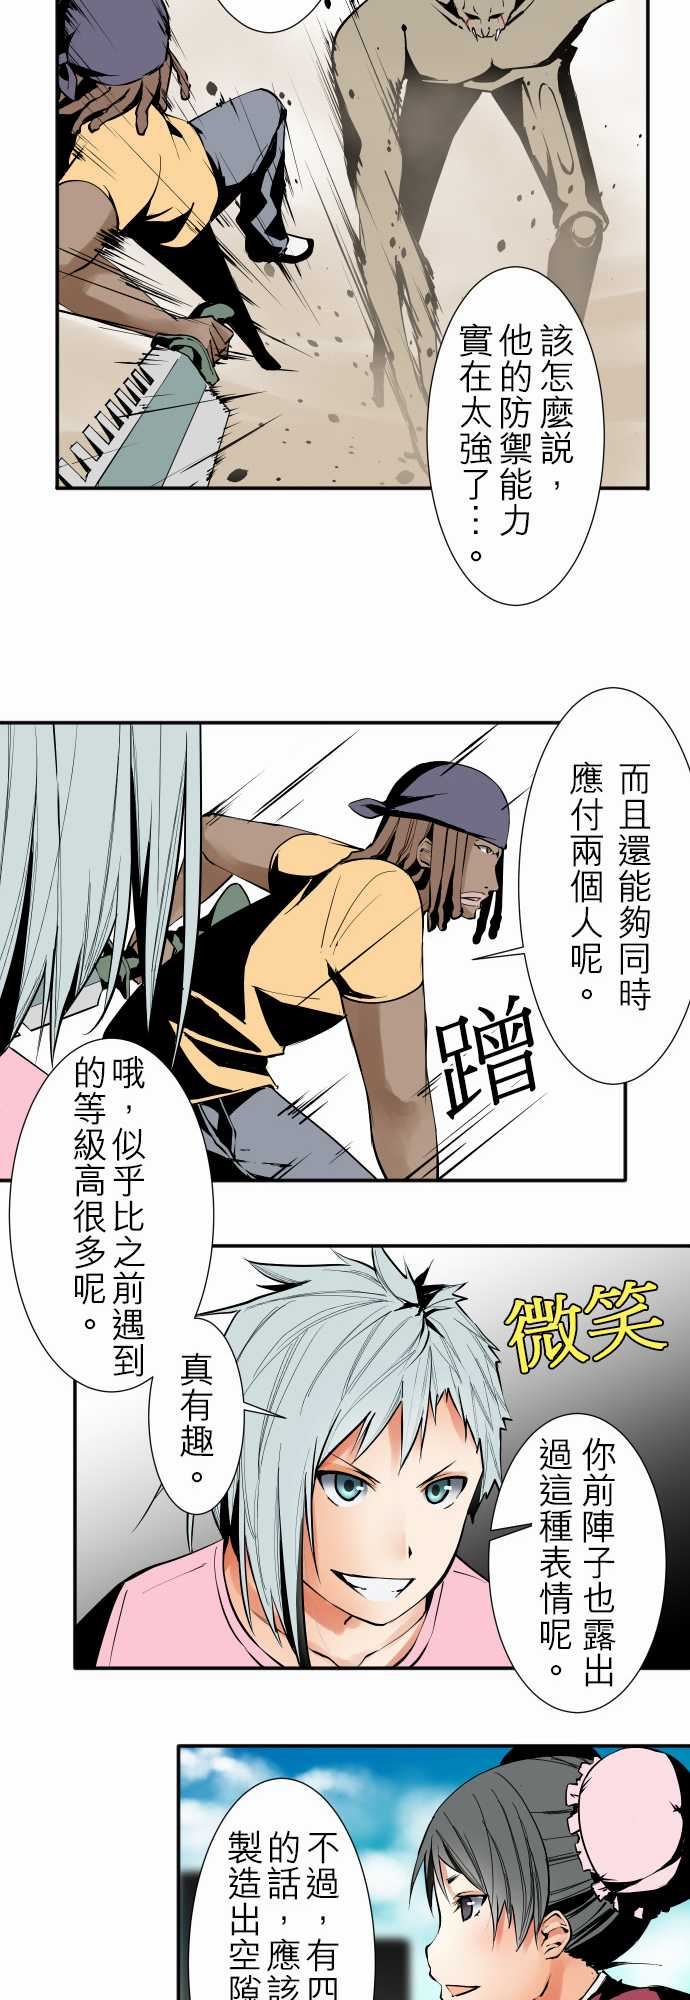 該怎麼説，
他的防禦能力
實在太強了…。
而且還能夠同時
應付兩個人呢。
蹭
哦，似乎比之前遇到
的等級高很多呢。
真有趣。
微笑
你前陣子也露出
過這種表情呢。
不過，有四
的話，應該
製造出空隙